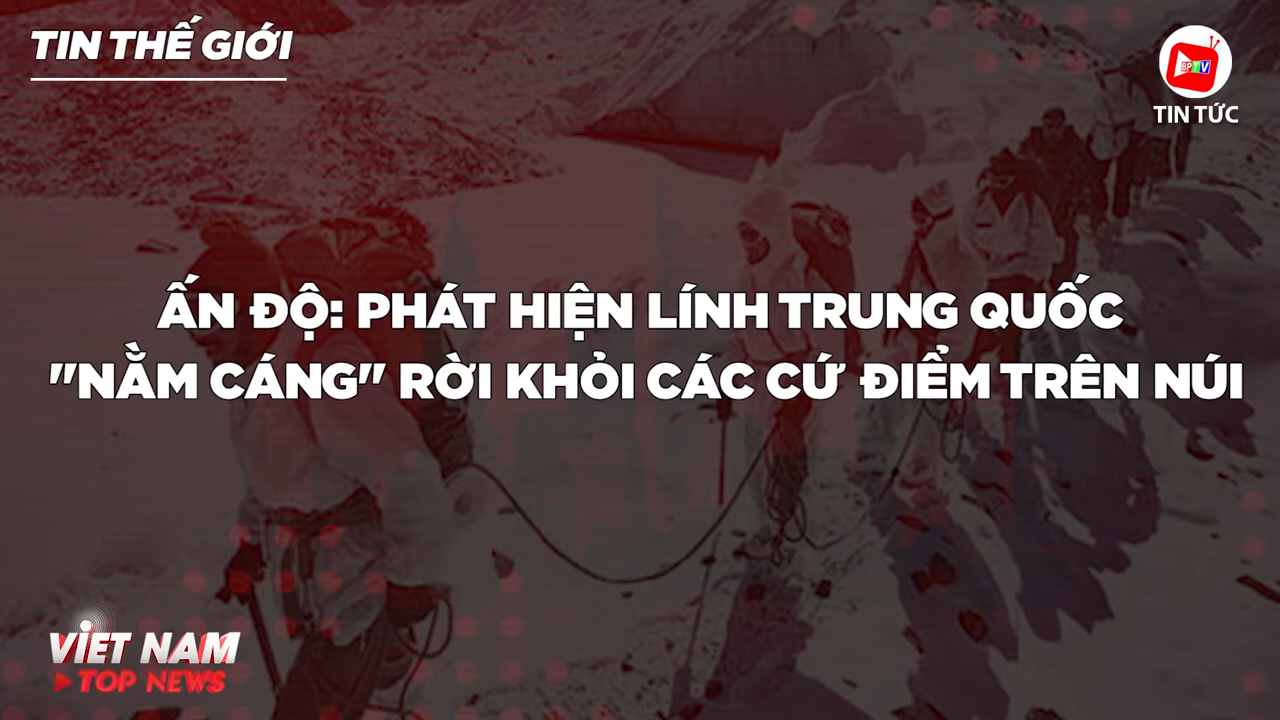 TIN THẾ GIỚI
BPTV
TIN TỨC
ẤN ĐỘ: PHÁT HIỆN LÍNH TRUNG QUỐC
"NẰM CÁNG" RỜI KHỎI CÁC CỨ ĐIỂM TRÊN NÚI
VIET NAM
TOP NEWS